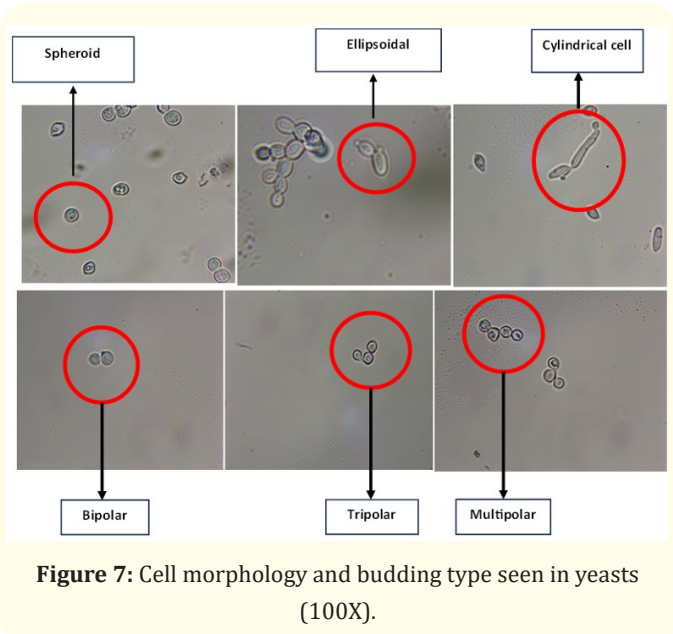 Spheroid
Ellipsoidal
Cylindrical cell
Bipolar
Tripolar
Multipolar
Figure 7: Cell morphology and budding type seen in yeasts
(100X).